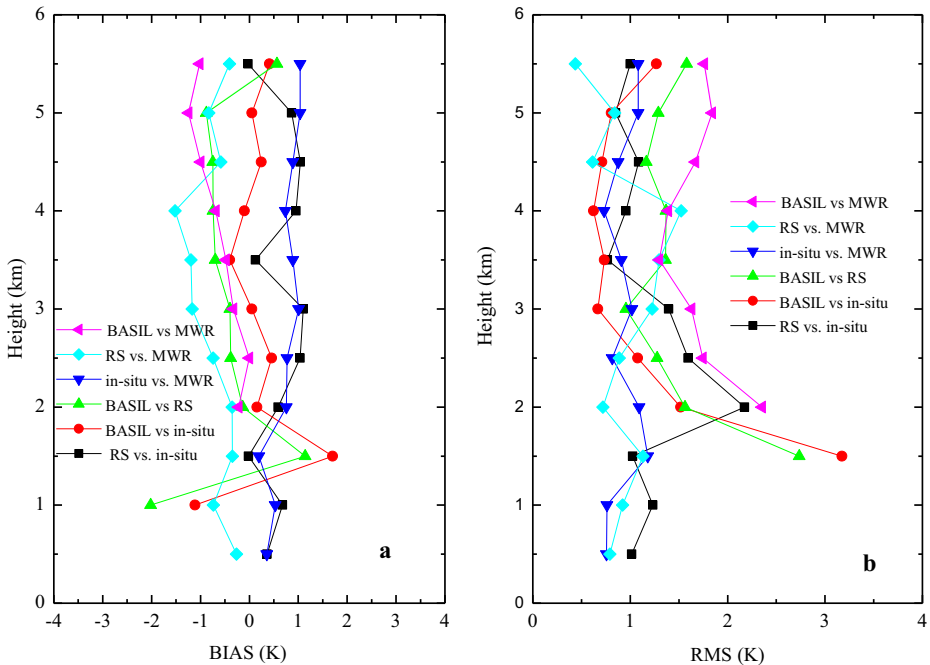 6
5
4
3
2
1
0
Height (km)
BASIL vs MWR
RS vs. MWR
in-situ vs. MWR
BASIL vs RS
BASIL vs in-situ
RS vs. in-situ
a
-4 -3 -2 -1 0 1 2 3 4
BIAS (K)
6
5
4
3
2
1
0
Height (km)
BASIL vs MWR
RS vs. MWR
in-situ vs. MWR
BASIL vs RS
BASIL vs in-situ
RS vs. in-situ
b
0 1 2 3 4
RMS (K)